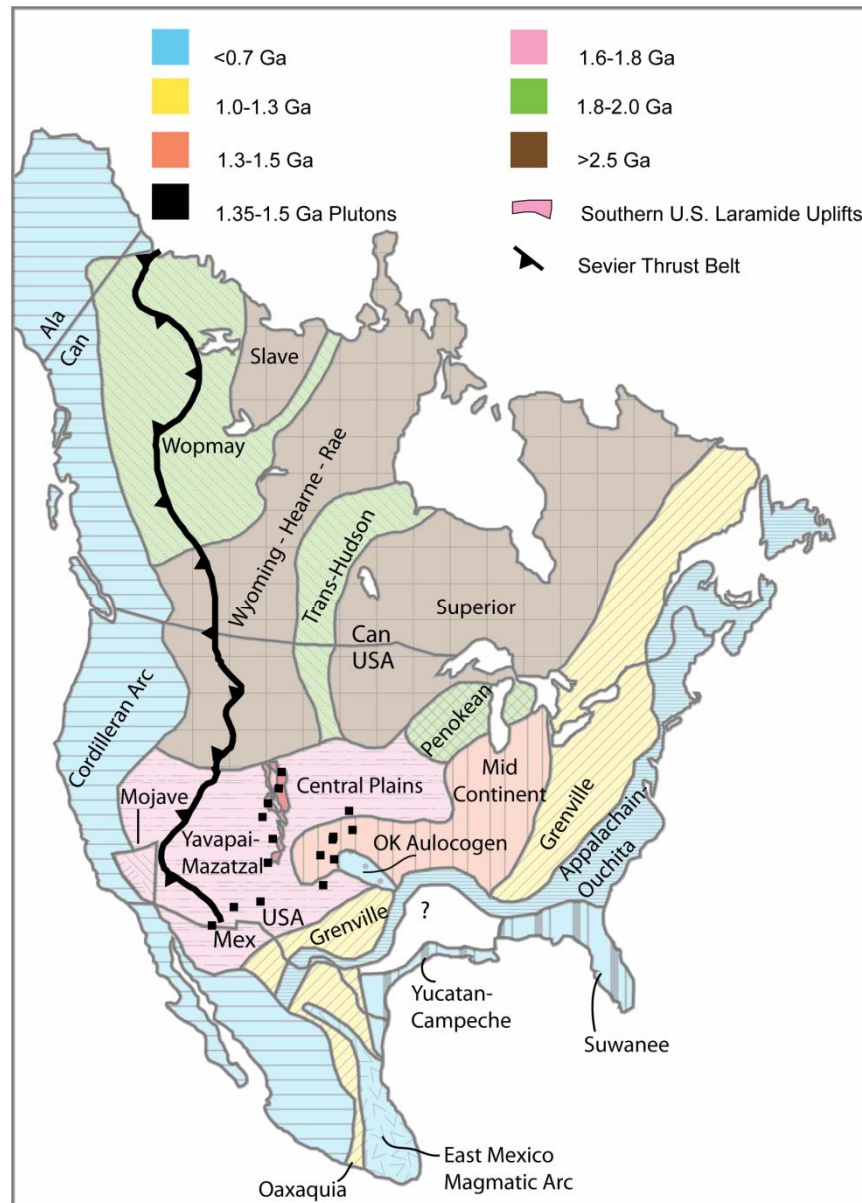 <0.7 Ga
1.0-1.3 Ga
1.3-1.5 Ga
1.35-1.5 Ga Plutons
1.6-1.8 Ga
1.8-2.0 Ga
>2.5 Ga
Southern U.S. Laramide Uplifts
Sevier Thrust Belt
Ala
Can
Slave
Wopmay
Wyoming - Hearne - Rae
Trans-Hudson
Superior
Can
USA
Cordilleran Arc
Penokean
Mojave
Central Plains
Mid
Continent
Grenville
Appalachain-
Ouchita
Yavapai-
Mazatzal
OK Aulocogen
USA
Mex
Grenville
?
Yucatan-
Campeche
Suwanee
East Mexico
Magmatic Arc
Oaxaquia